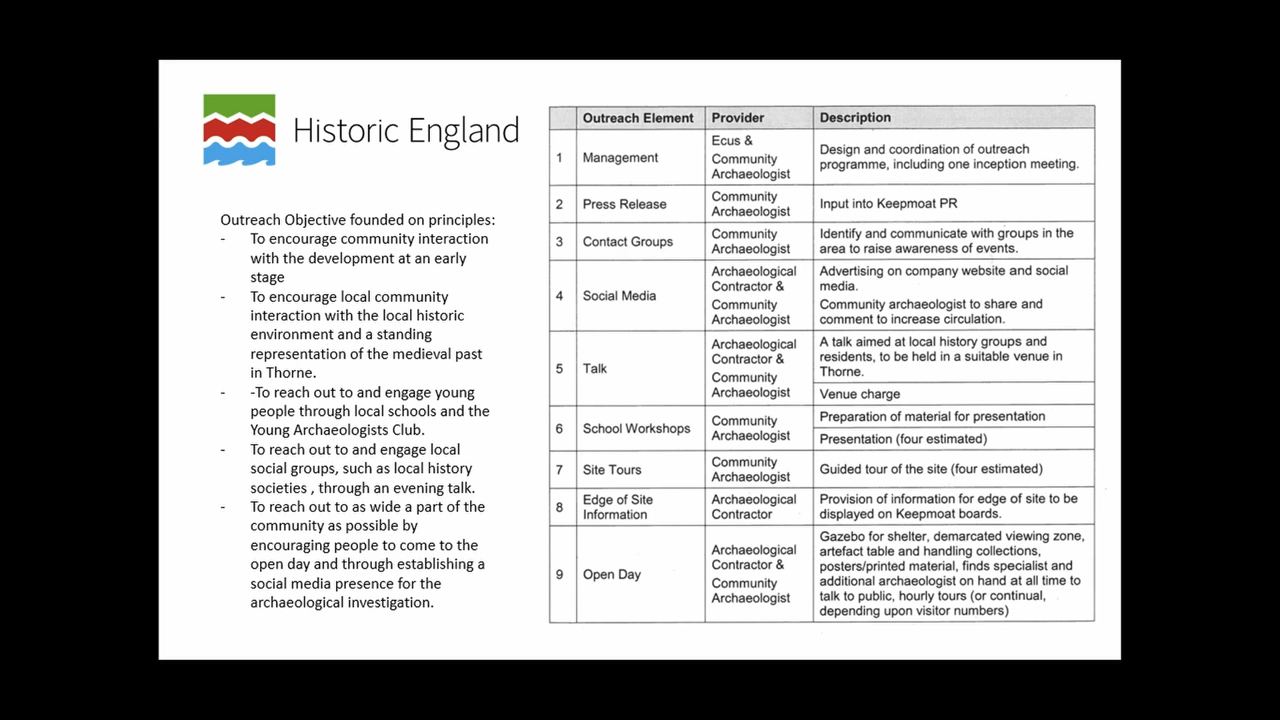 Historic England
Outreach Objective founded on principles:
- To encourage community interaction
with the development at an early
stage
- To encourage local community
interaction with the local historic
environment and a standing
representation of the medieval past
in Thorne.
- -To reach out to and engage young
people through local schools and the
Young Archaeologists Club.
- To reach out to and engage local
social groups, such as local history
societies , through an evening talk.
- To reach out to as wide a part of the
community as possible by
encouraging people to come to the
open day and through establishing a
social media presence for the
archaeological investigation.
Outreach Element Provider Description
1 Management
Ecus &
Community
Archaeologist
Design and coordination of outreach
programme, including one inception meeting.
2 Press Release
Community
Archaeologist
Input into Keepmoat PR
3 Contact Groups
Community
Archaeologist
Identify and communicate with groups in the
area to raise awareness of events.
4 Social Media
Archaeological
Contractor &
Community
Archaeologist
Advertising on company website and social
media.
Community archaeologist to share and
comment to increase circulation.
5 Talk
Archaeological
Contractor &
Community
Archaeologist
A talk aimed at local history groups and
residents, to be held in a suitable venue in
Thorne.
Venue charge
6 School Workshops
Community
Archaeologist
Preparation of material for presentation
Presentation (four estimated)
7 Site Tours
Community
Archaeologist
Guided tour of the site (four estimated)
8 Edge of Site
Information
Archaeological
Contractor
Provision of information for edge of site to be
displayed on Keepmoat boards.
9 Open Day
Archaeological
Contractor &
Community
Archaeologist
Gazebo for shelter, demarcated viewing zone,
artefact table and handling collections,
posters/printed material, finds specialist and
additional archaeologist on hand at all time to
talk to public, hourly tours (or continual,
depending upon visitor numbers)